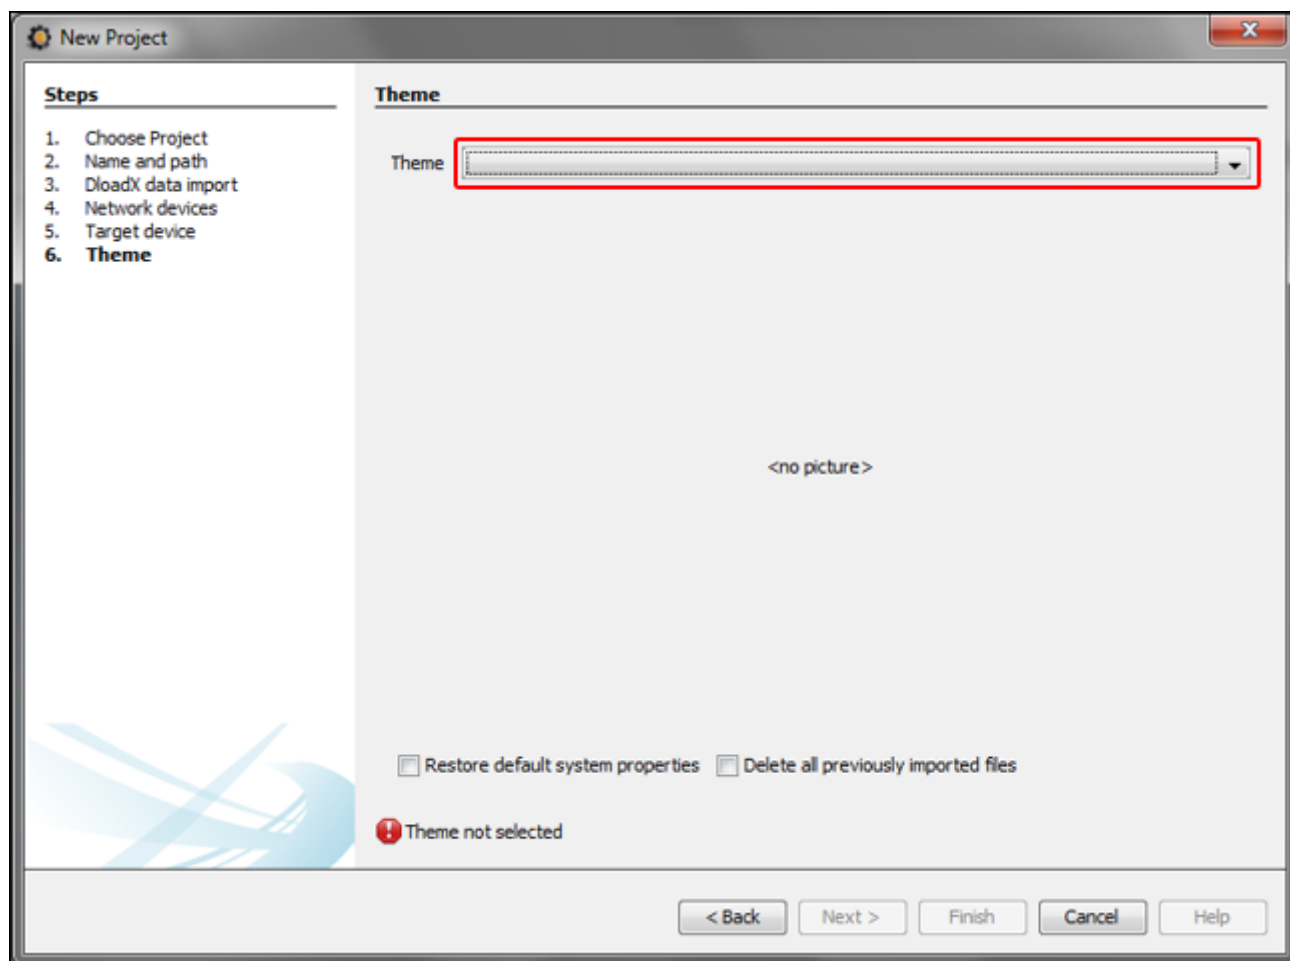 New Project
Steps
1. Choose Project
2. Name and path
3. DloadX data import
4. Network devices
5. Target device
6. Theme
Theme
Theme
<no picture>
Restore default system properties Delete all previously imported files
Theme not selected
< Back Next > Finish Cancel Help